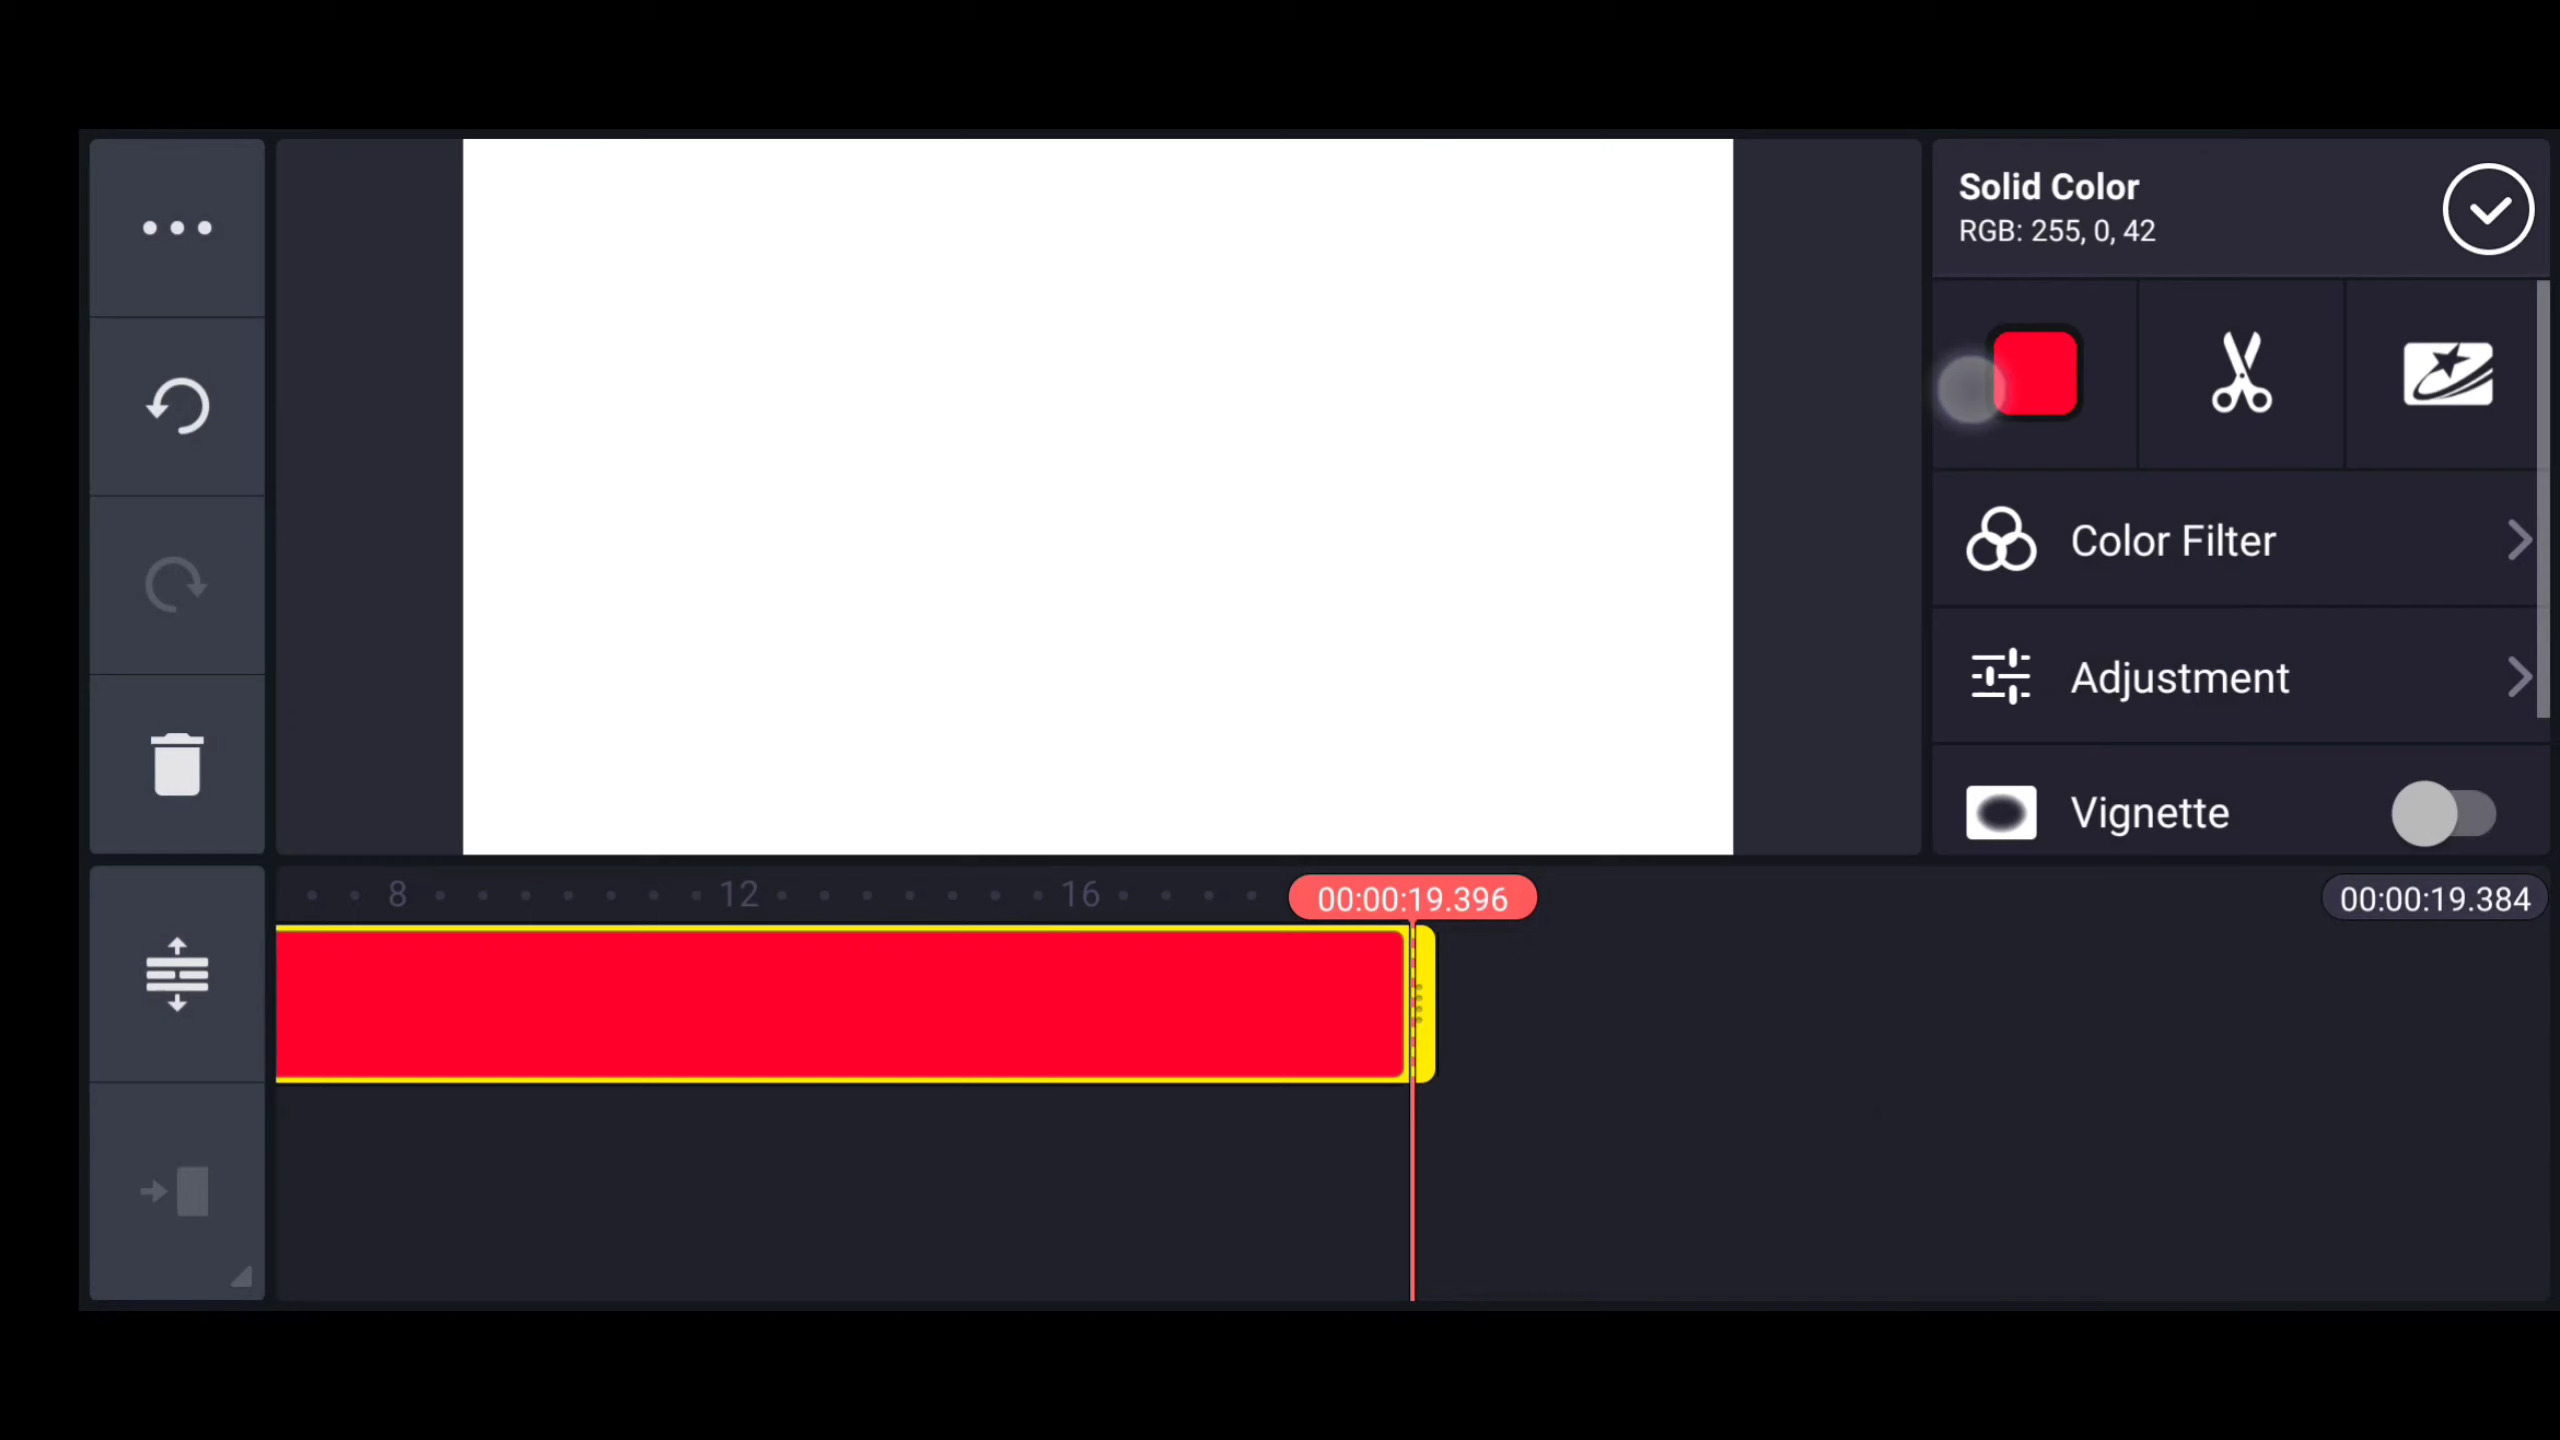 Solid Color
RGB: 255, 0, 42
Color Filter
Adjustment
Vignette
8
12
16
00:00:19.396
00:00:19.384